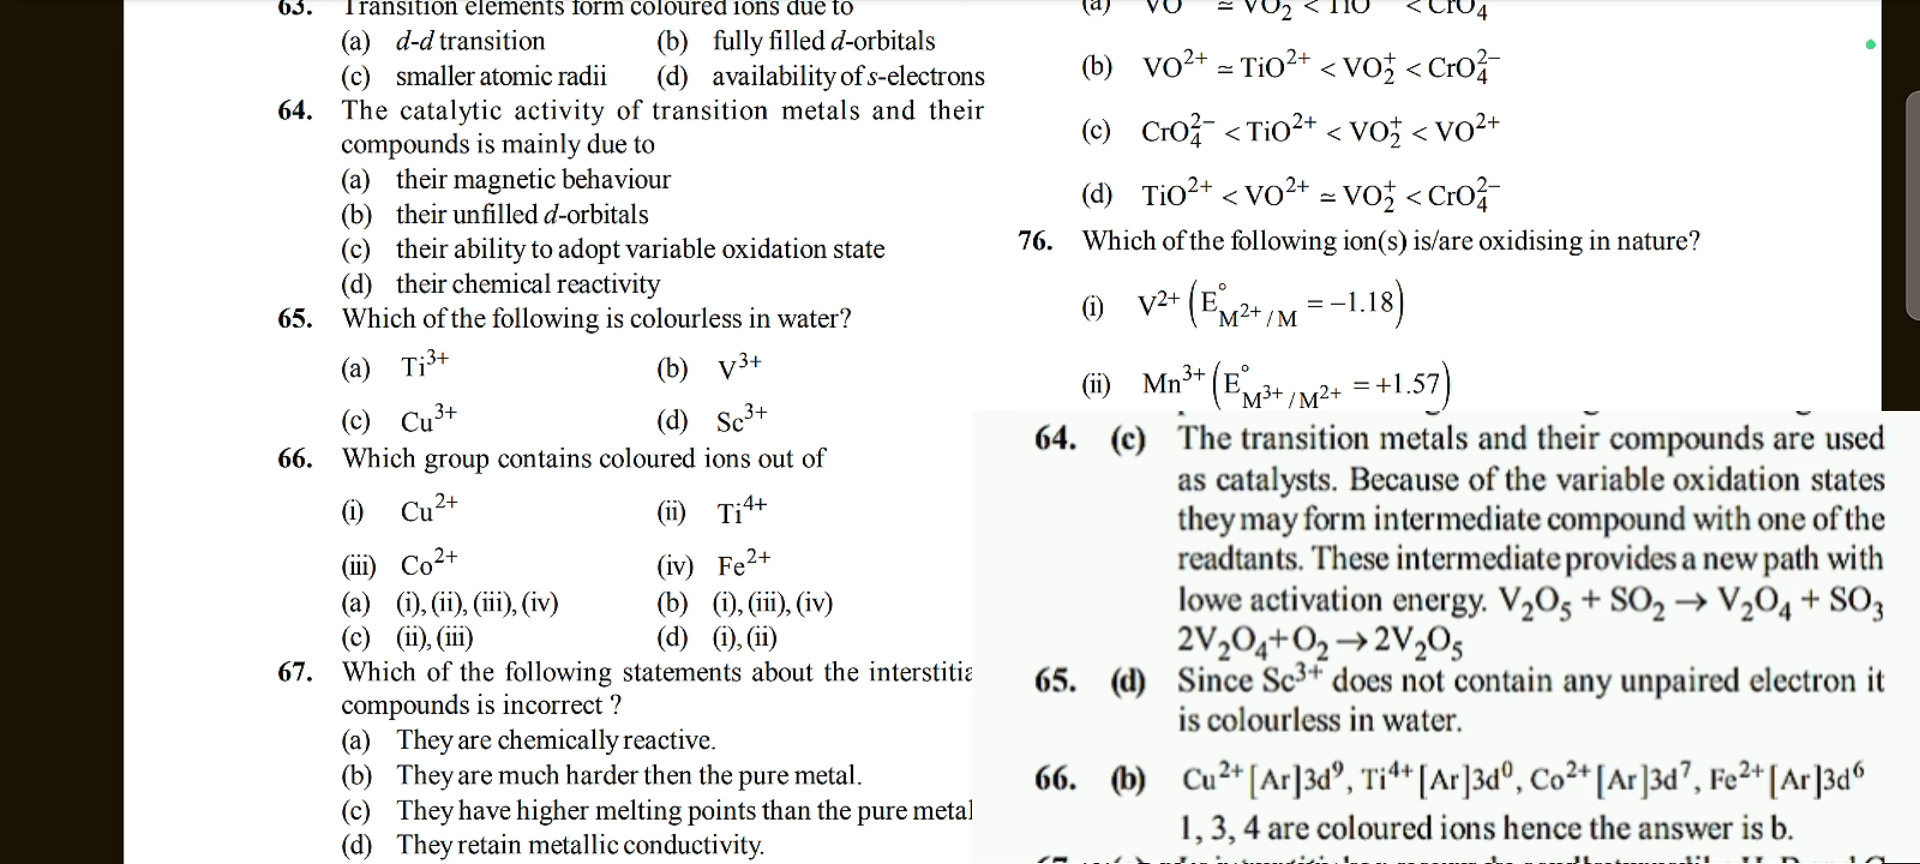 63. Transition elements form coloured ions due to
(a) d-d transition (b) fully filled d-orbitals
(c) smaller atomic radii (d) availability of s-electrons
64. The catalytic activity of transition metals and their
compounds is mainly due to
(a) their magnetic behaviour
(b) their unfilled d-orbitals
(c) their ability to adopt variable oxidation state
(d) their chemical reactivity
65. Which of the following is colourless in water?
(a) Ti³⁺ (b) V³⁺
(c) Cu³⁺ (d) Sc³⁺
66. Which group contains coloured ions out of
(i) Cu²⁺ (ii) Ti⁴⁺
(iii) Co²⁺ (iv) Fe²⁺
(a) (i), (ii), (iii), (iv) (b) (i), (iii), (iv)
(c) (ii), (iii) (d) (i), (ii)
67. Which of the following statements about the interstitia
compounds is incorrect ?
(a) They are chemically reactive.
(b) They are much harder then the pure metal.
(c) They have higher melting points than the pure metal
(d) They retain metallic conductivity.
(a) VO ≃ VO₂ < TiO < CrO₄
(b) VO²⁺ ≃ TiO²⁺ < VO₂⁺ < CrO₄²⁻
(c) CrO₄²⁻ < TiO²⁺ < VO₂⁺ < VO²⁺
(d) TiO²⁺ < VO²⁺ ≃ VO₂⁺ < CrO₄²⁻
76. Which of the following ion(s) is/are oxidising in nature?
(i) V²⁺ (E°M²⁺/M = −1.18)
(ii) Mn³⁺ (E°M³⁺/M²⁺ = +1.57)
64. (c) The transition metals and their compounds are used
as catalysts. Because of the variable oxidation states
they may form intermediate compound with one of the
readtants. These intermediate provides a new path with
lowe activation energy. V₂O₅ + SO₂ → V₂O₄ + SO₃
2V₂O₄+O₂ → 2V₂O₅
65. (d) Since Sc³⁺ does not contain any unpaired electron it
is colourless in water.
66. (b) Cu²⁺[Ar]3d⁹, Ti⁴⁺[Ar]3d⁰, Co²⁺[Ar]3d⁷, Fe²⁺[Ar]3d⁶
1, 3, 4 are coloured ions hence the answer is b.